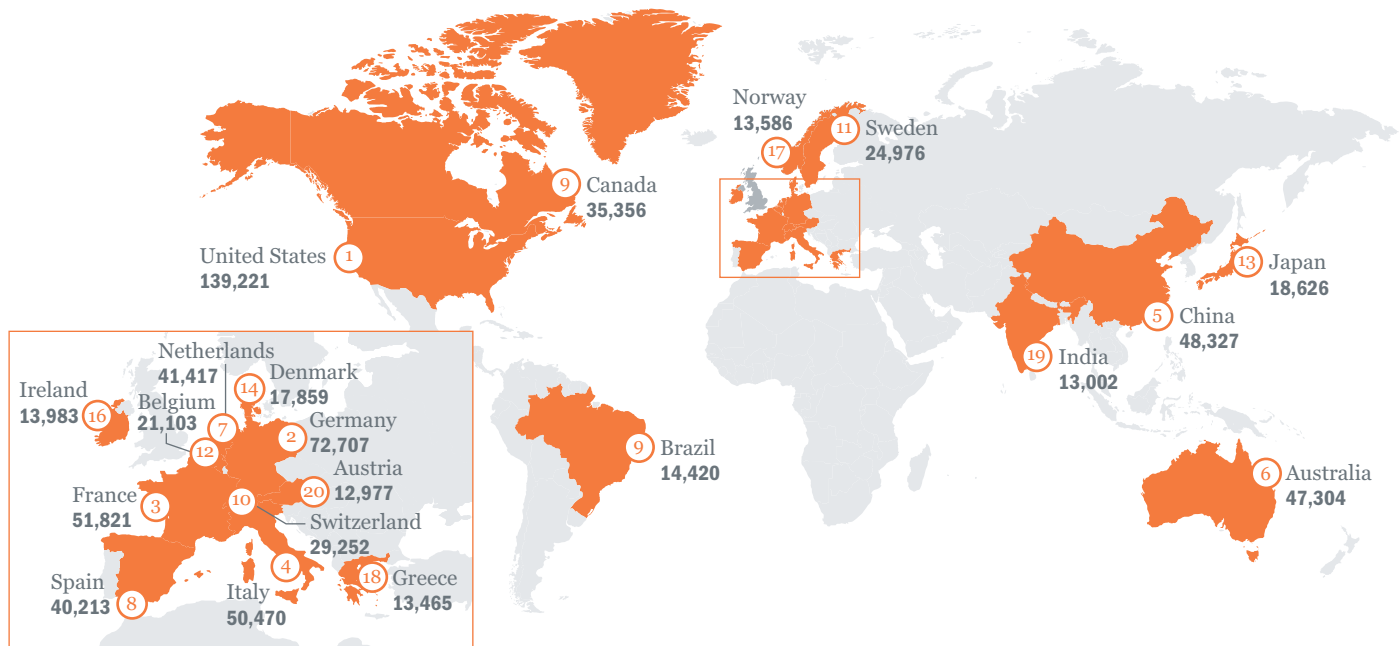 Norway
13,586
17
11
Sweden
24,976
9
Canada
35,356
United States
139,221
1
13
Japan
18,626
5
China
48,327
19
India
13,002
Netherlands
41,417
14
Denmark
17,859
Ireland
13,983
16
Belgium
21,103
7
12
2
Germany
72,707
Austria
12,977
20
France
51,821
3
10
Switzerland
29,252
4
Italy
50,470
18
Greece
13,465
Spain
40,213
8
9
Brazil
14,420
6
Australia
47,304